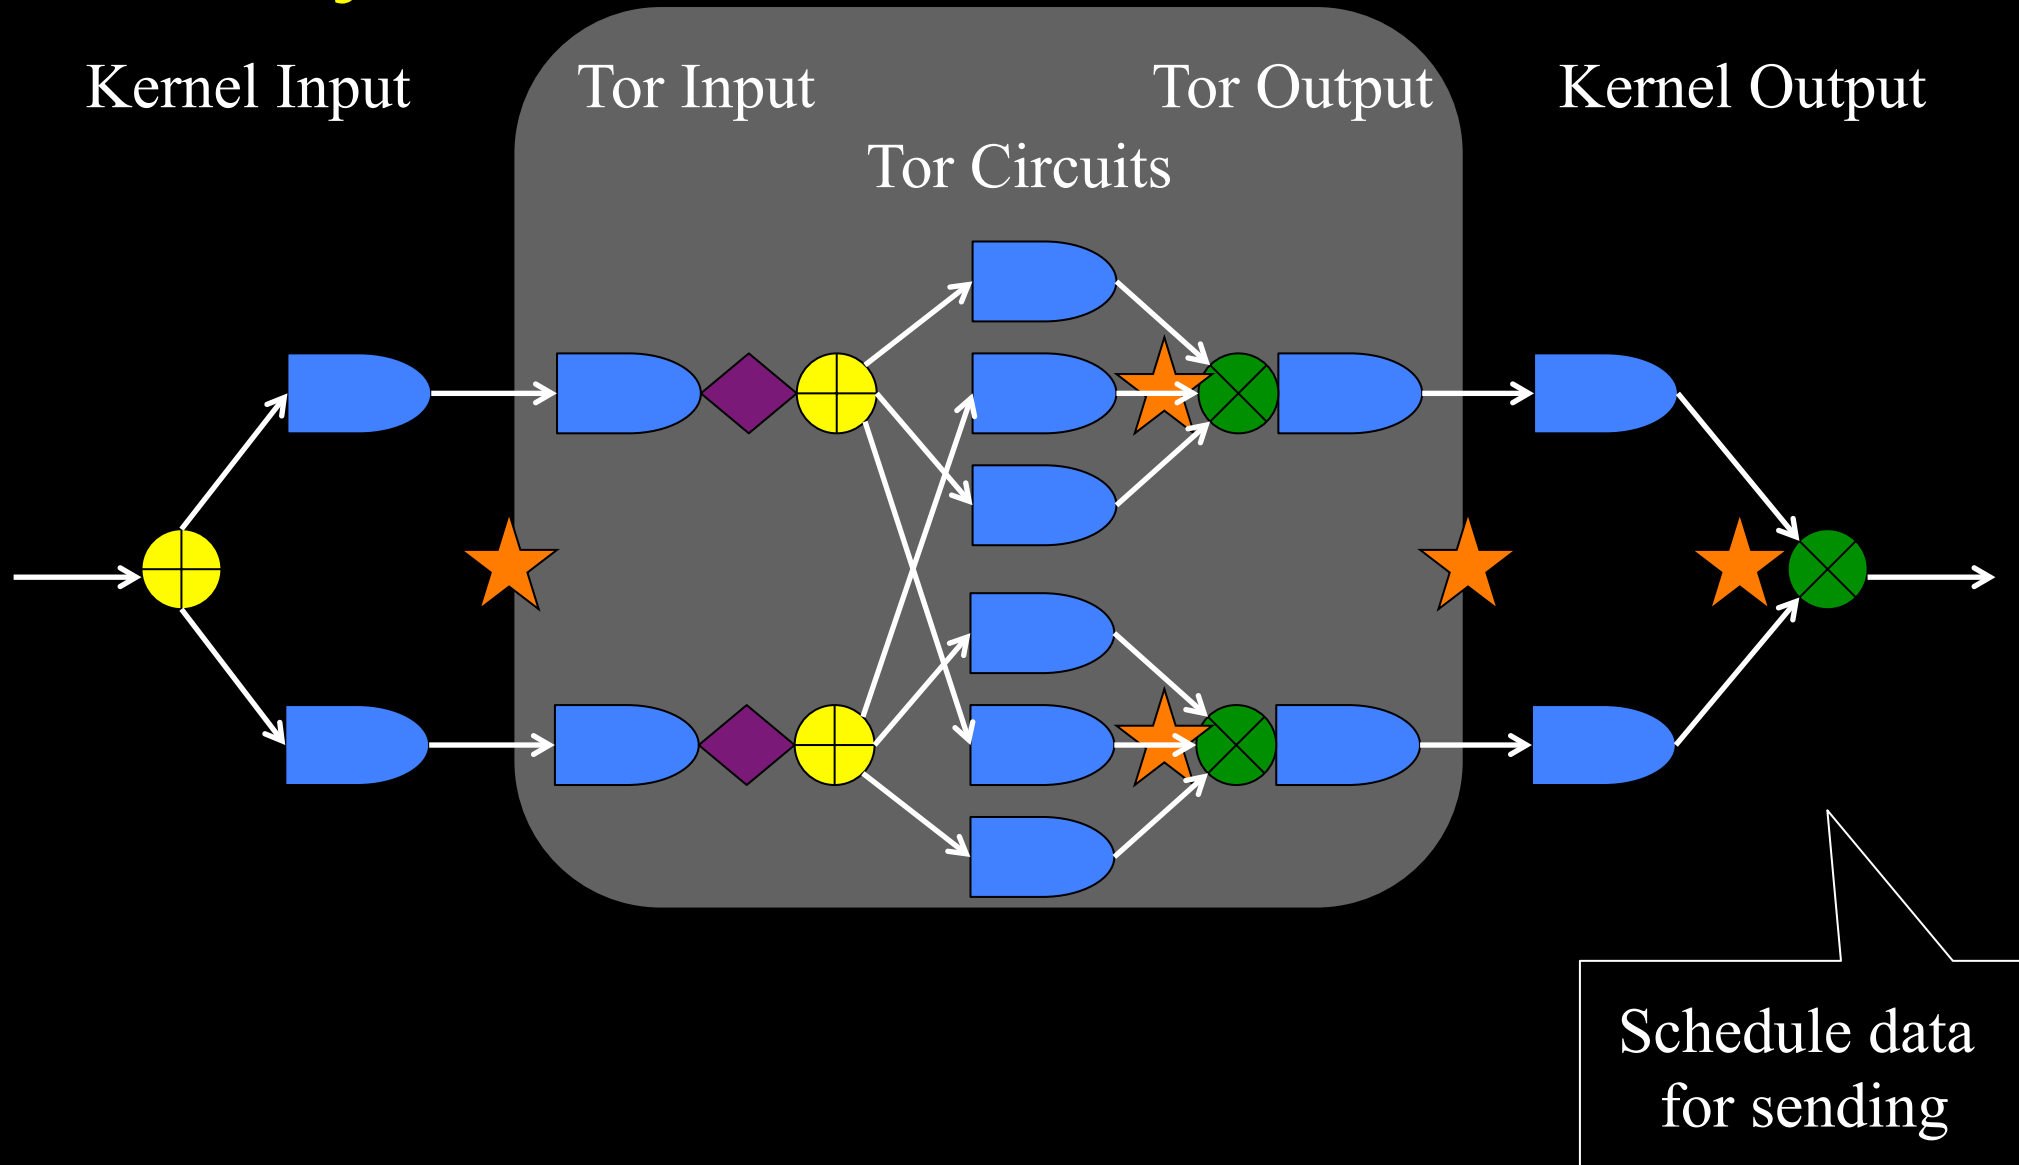 Kernel Input
Tor Input
Tor Output
Kernel Output
Tor Circuits
Schedule data
for sending